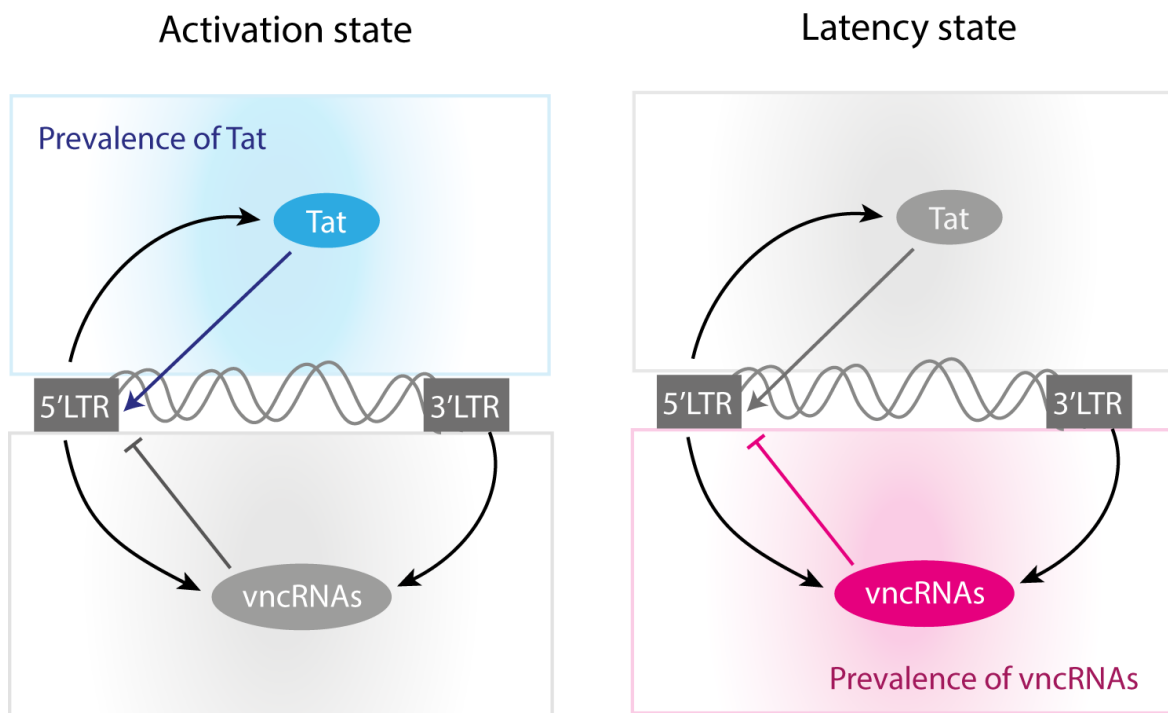 Activation state
Latency state
Prevalence of Tat
Tat
Tat
5'LTR
3'LTR
5'LTR
3'LTR
vncRNAs
vncRNAs
Prevalence of vncRNAs